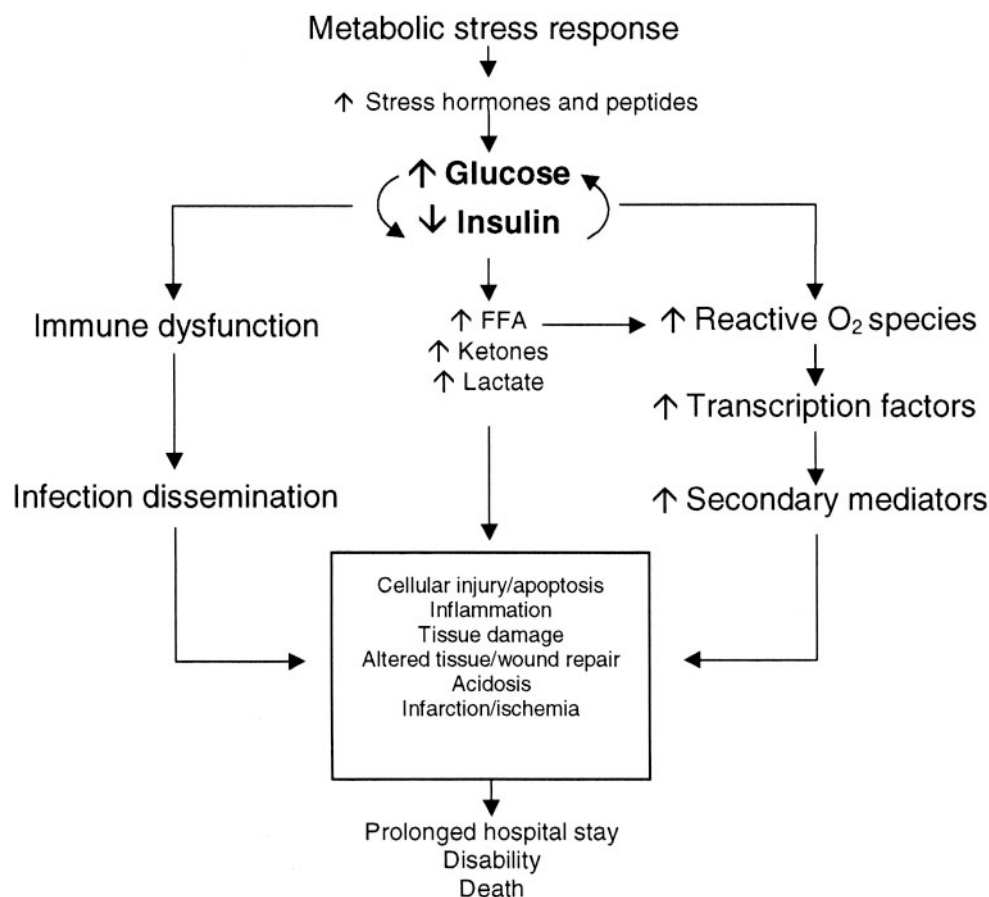 Metabolic stress response
↑ Stress hormones and peptides
↑ Glucose
↓ Insulin
Immune dysfunction
↑ FFA
↑ Ketones
↑ Lactate
↑ Reactive O₂ species
↑ Transcription factors
Infection dissemination
↑ Secondary mediators
Cellular injury/apoptosis
Inflammation
Tissue damage
Altered tissue/wound repair
Acidosis
Infarction/ischemia
Prolonged hospital stay
Disability
Death